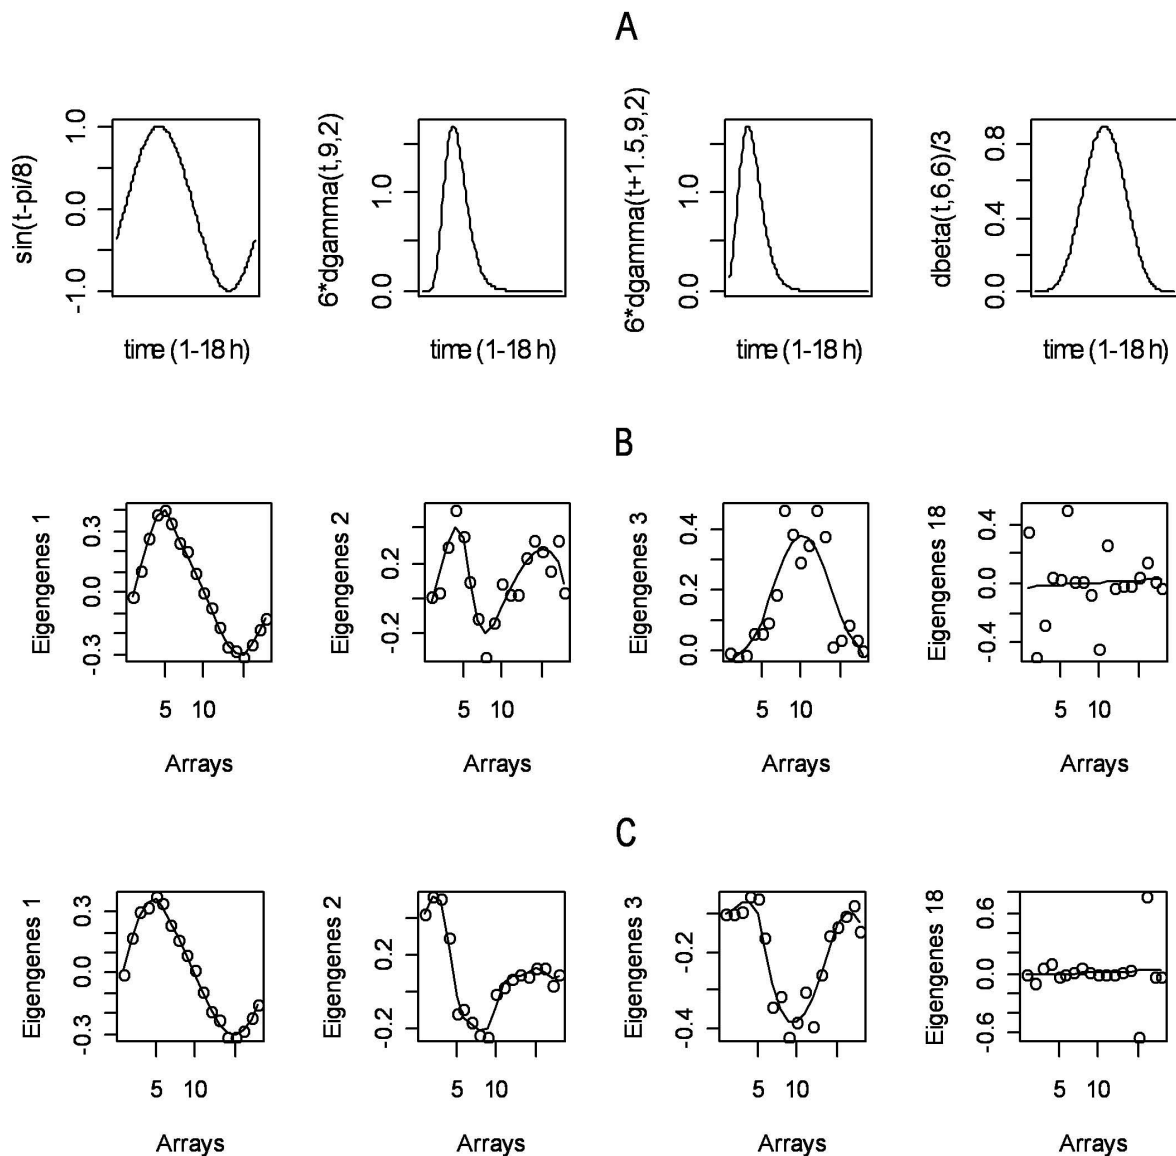 A
sin(t-pi/8)
-1.0 0.0 1.0
time (1-18 h)
6*dgamma(t,9,2)
0.0 1.0
time (1-18 h)
6*dgamma(t+1.5,9,2)
0.0 1.0
time (1-18 h)
dbeta(t,6,6)/3
0.0 0.4 0.8
time (1-18 h)
B
Eigengenes 1
-0.3 0.0 0.3
5 10
Arrays
Eigengenes 2
-0.2 0.2
5 10
Arrays
Eigengenes 3
0.0 0.2 0.4
5 10
Arrays
Eigengenes 18
-0.4 0.0 0.4
5 10
Arrays
C
Eigengenes 1
-0.3 0.0 0.3
5 10
Arrays
Eigengenes 2
-0.2 0.2
5 10
Arrays
Eigengenes 3
-0.4 -0.2
5 10
Arrays
Eigengenes 18
-0.6 0.0 0.6
5 10
Arrays